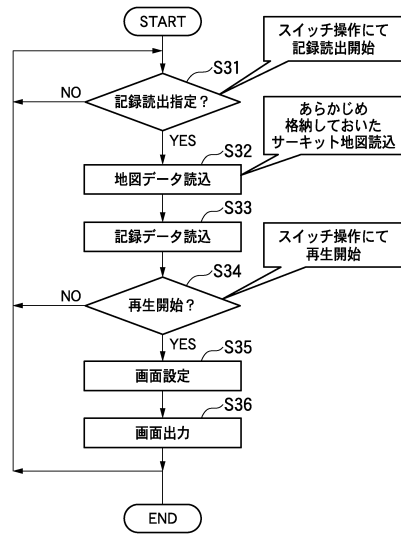 START
スイッチ操作にて
記録読出開始
S31
記録読出指定？
NO
YES
あらかじめ
格納しておいた
サーキット地図読込
S32
地図データ読込
S33
記録データ読込
スイッチ操作にて
再生開始
S34
再生開始？
NO
YES
S35
画面設定
S36
画面出力
END